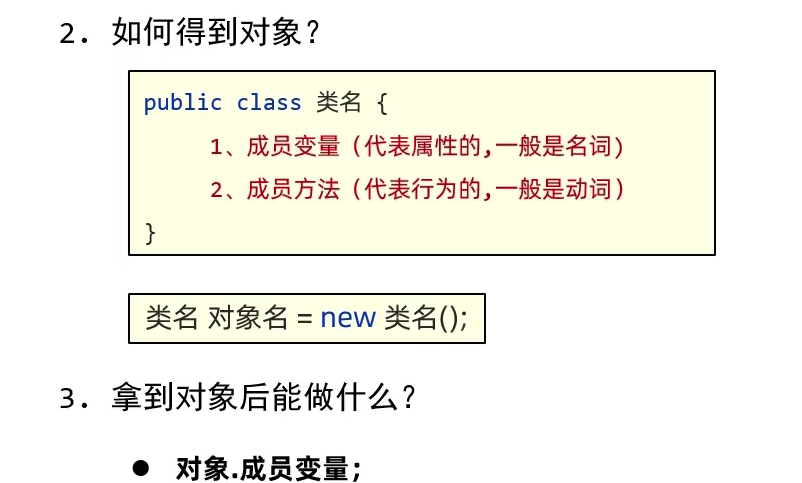 2. 如何得到对象？
public class 类名 {
1、成员变量（代表属性的,一般是名词)
2、成员方法（代表行为的,一般是动词）
}
类名 对象名 = new 类名();
3. 拿到对象后能做什么？
● 对象.成员变量；